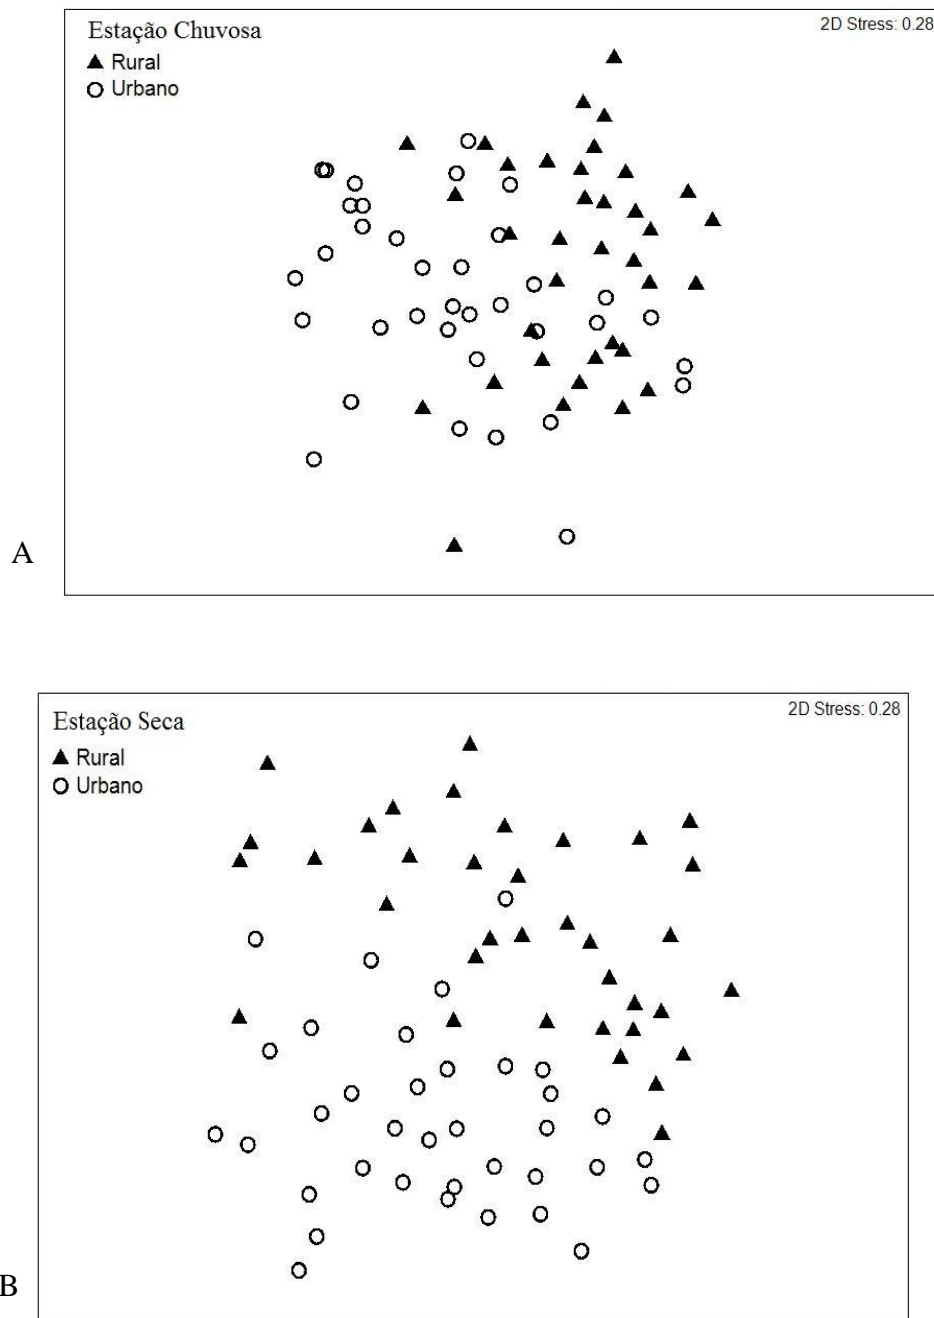 Estação Chuvosa
2D Stress: 0.28
Rural
Urbano
A
Estação Seca
2D Stress: 0.28
Rural
Urbano
B